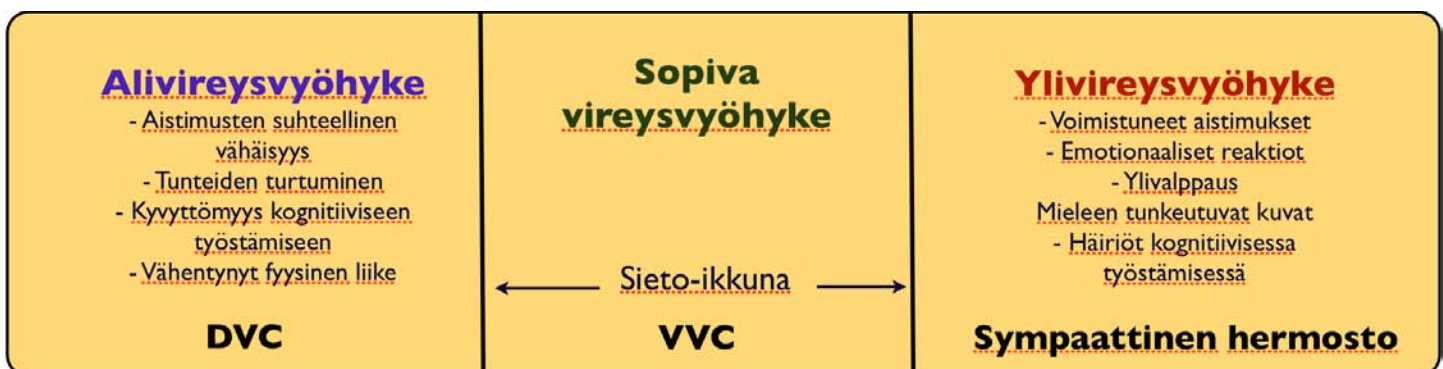 Alivireysvyöhyke
- Aistimusten suhteellinen
vähäisyys
- Tunteiden turtuminen
- Kyvyttömyys kognitiiviseen
työstämiseen
- Vähentynyt fyysinen liike
DVC
Sopiva
vireysvyöhyke
Sieto-ikkuna
VVC
Ylivireysvyöhyke
- Voimistuneet aistimukset
- Emotionaaliset reaktiot
- Ylivalppaus
Mieleen tunkeutuvat kuvat
- Häiriöt kognitiivisessa
työstämisessä
Sympaattinen hermosto